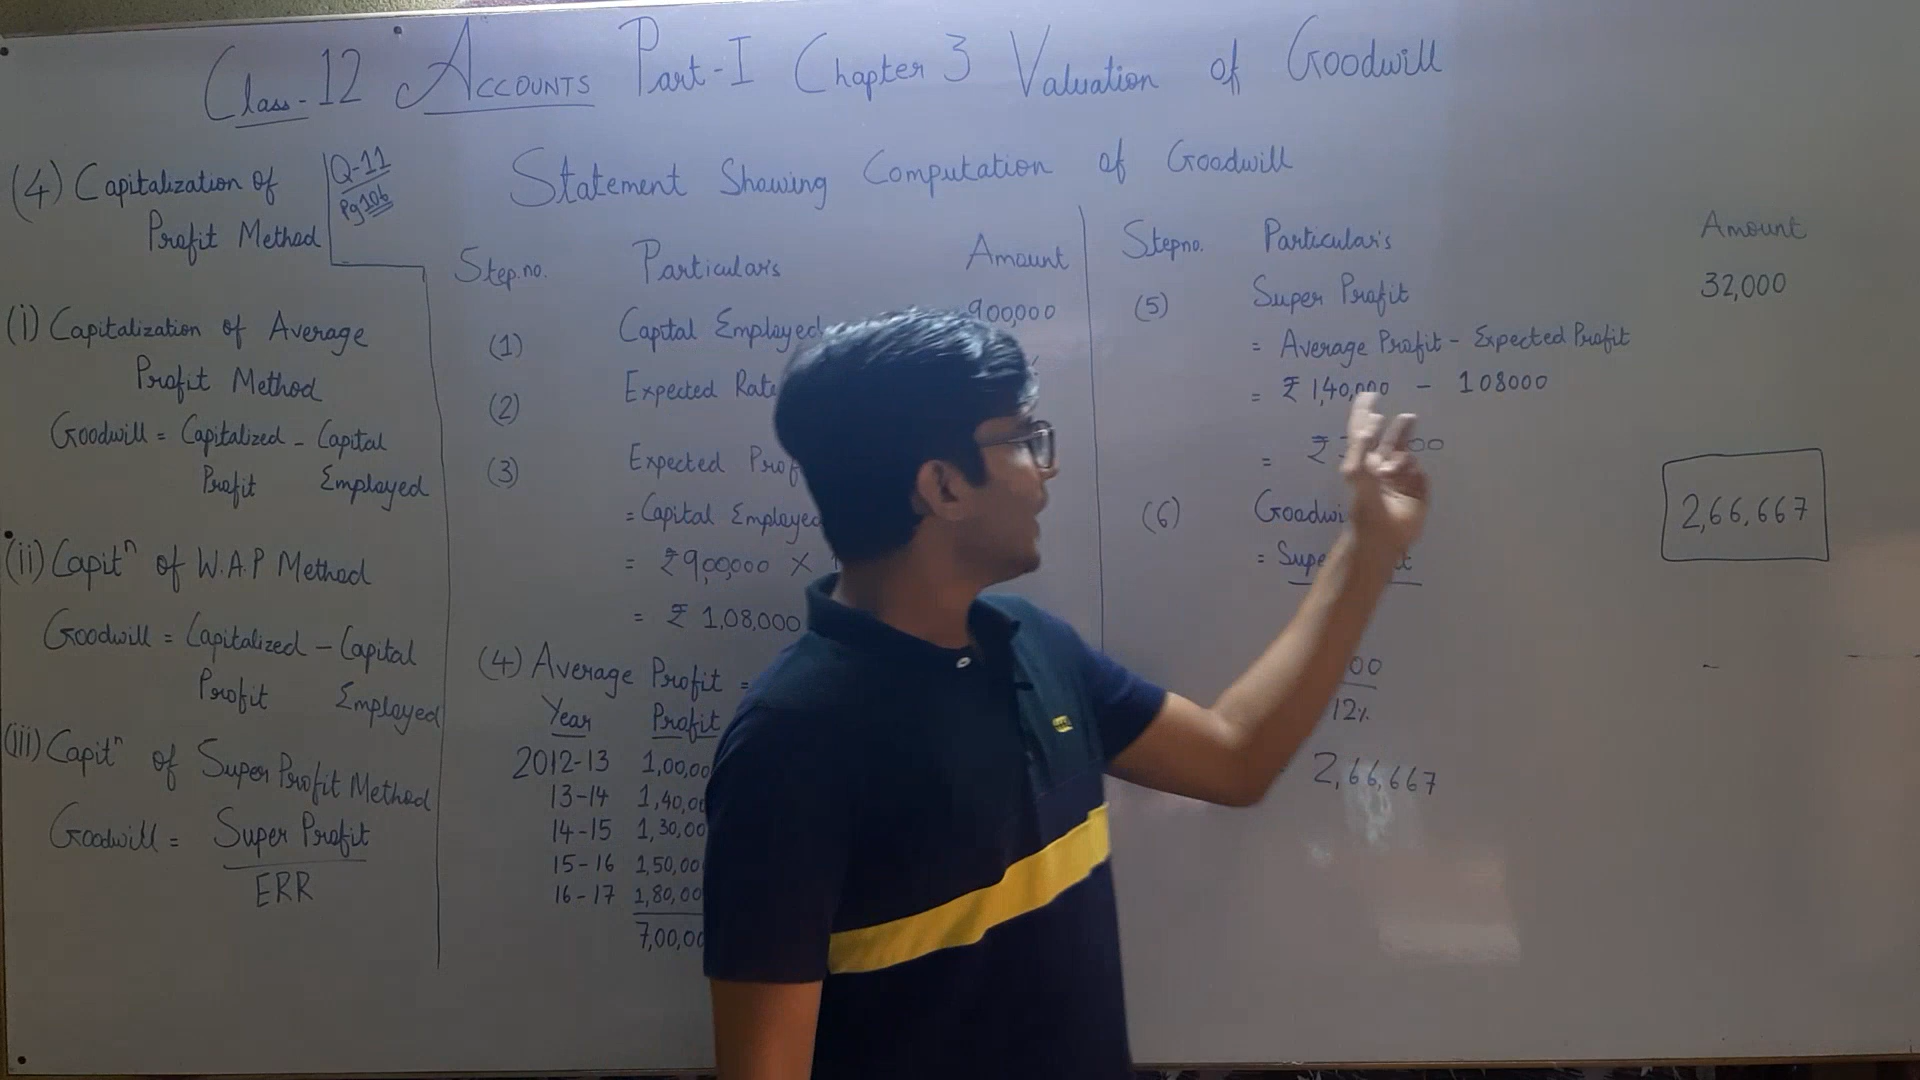 Class-12 ACCOUNTS Part-I Chapter 3 Valuation of Goodwill
(4) Capitalization of
Profit Method
Q-11
Pg 106
(i) Capitalization of Average
Profit Method
Goodwill = Capitalized - Capital
Profit Employed
(ii) Capitⁿ of W.A.P Method
Goodwill = Capitalized - Capital
Profit Employed
(iii) Capitⁿ of Super Profit Method
Goodwill = Super Profit
ERR
Statement Showing Computation of Goodwill
Step.no. Particulars Amount
(1) Capital Employed 900,000
(2) Expected Rate %
(3) Expected
= Capital Employed
= ₹9,00,000 ×
= ₹ 1,08,000
(4) Average Profit =
Year Profit
2012-13 1,00,00
13-14 1,40,00
14-15 1,30,00
15-16 1,50,00
16-17 1,80,00
7,00,00
Stepno. Particulars Amount
(5) Super Profit 32,000
= Average Profit - Expected Profit
= ₹ 1,40,000 - 108000
= ₹ 00
(6) 2,66,667
=
00
12%
2,66,667